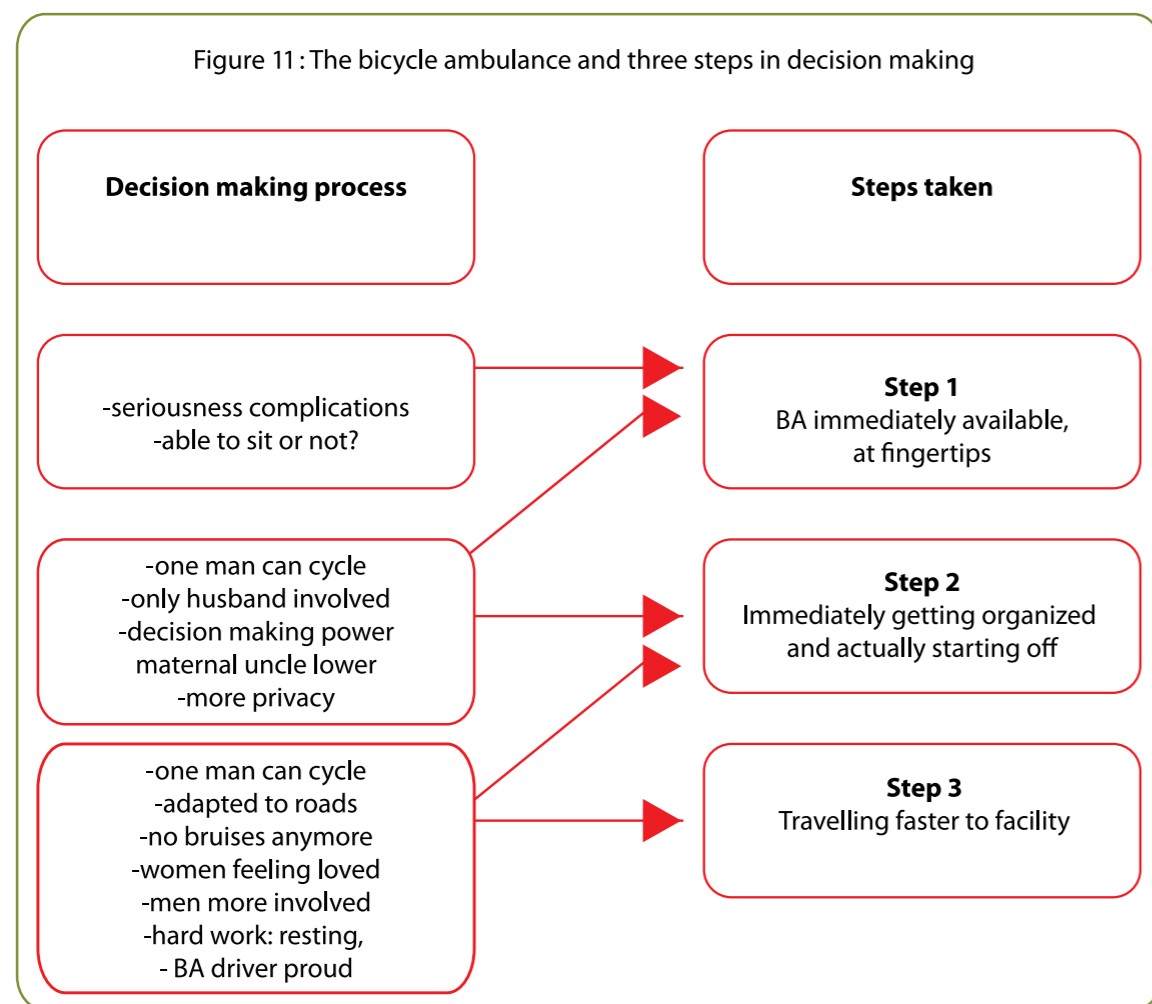 Figure 11 : The bicycle ambulance and three steps in decision making
Decision making process
Steps taken
-seriousness complications
-able to sit or not?
Step 1
BA immediately available,
at fingertips
-one man can cycle
-only husband involved
-decision making power
maternal uncle lower
-more privacy
Step 2
Immediately getting organized
and actually starting off
-one man can cycle
-adapted to roads
-no bruises anymore
-women feeling loved
-men more involved
-hard work: resting,
- BA driver proud
Step 3
Travelling faster to facility